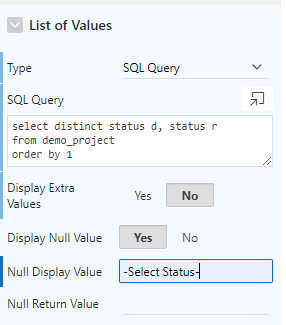 List of Values
Type SQL Query
SQL Query
select distinct status d, status r
from demo_project
order by 1
Display Extra Values Yes No
Display Null Value Yes No
Null Display Value -Select Status-
Null Return Value